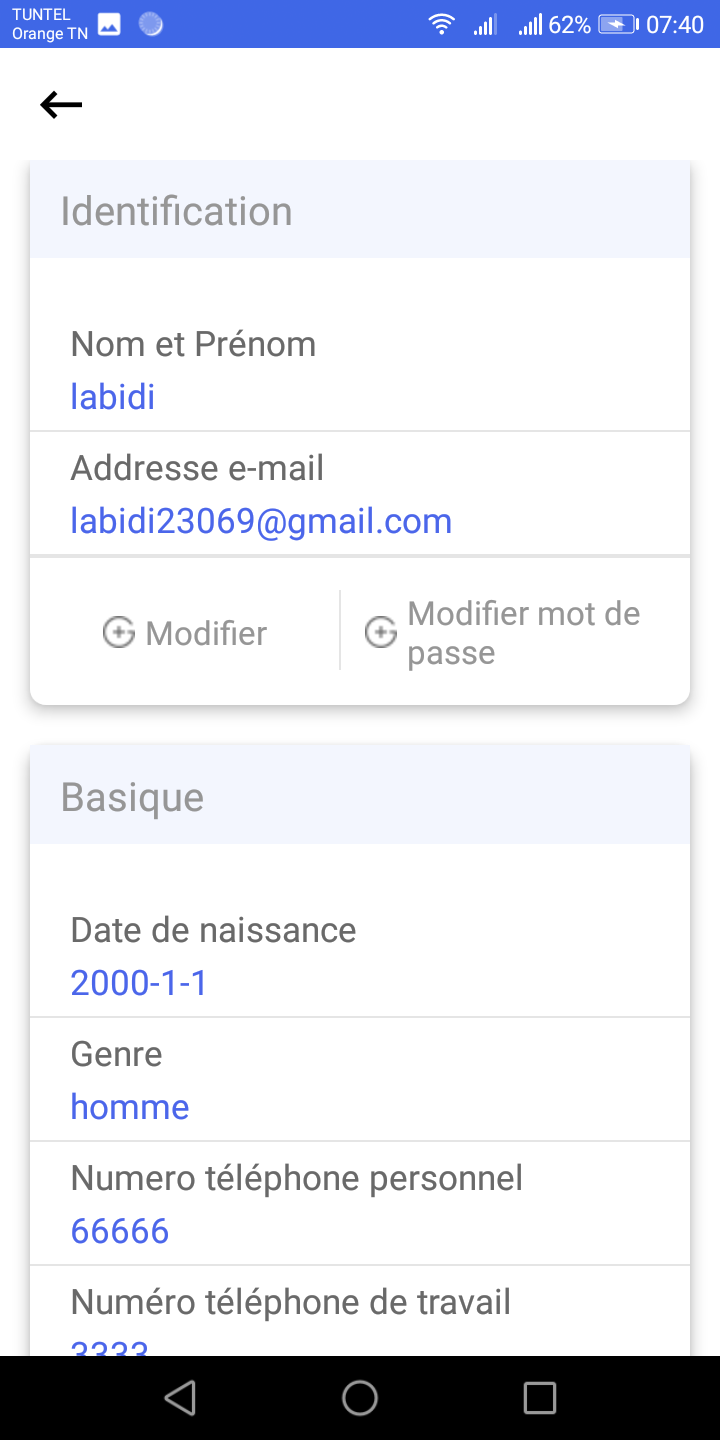 TUNTEL
Orange TN
62%
07:40
Identification
Nom et Prénom
labidi
Addresse e-mail
labidi23069@gmail.com
Modifier
Modifier mot de
passe
Basique
Date de naissance
2000-1-1
Genre
homme
Numero téléphone personnel
66666
Numéro téléphone de travail
3333